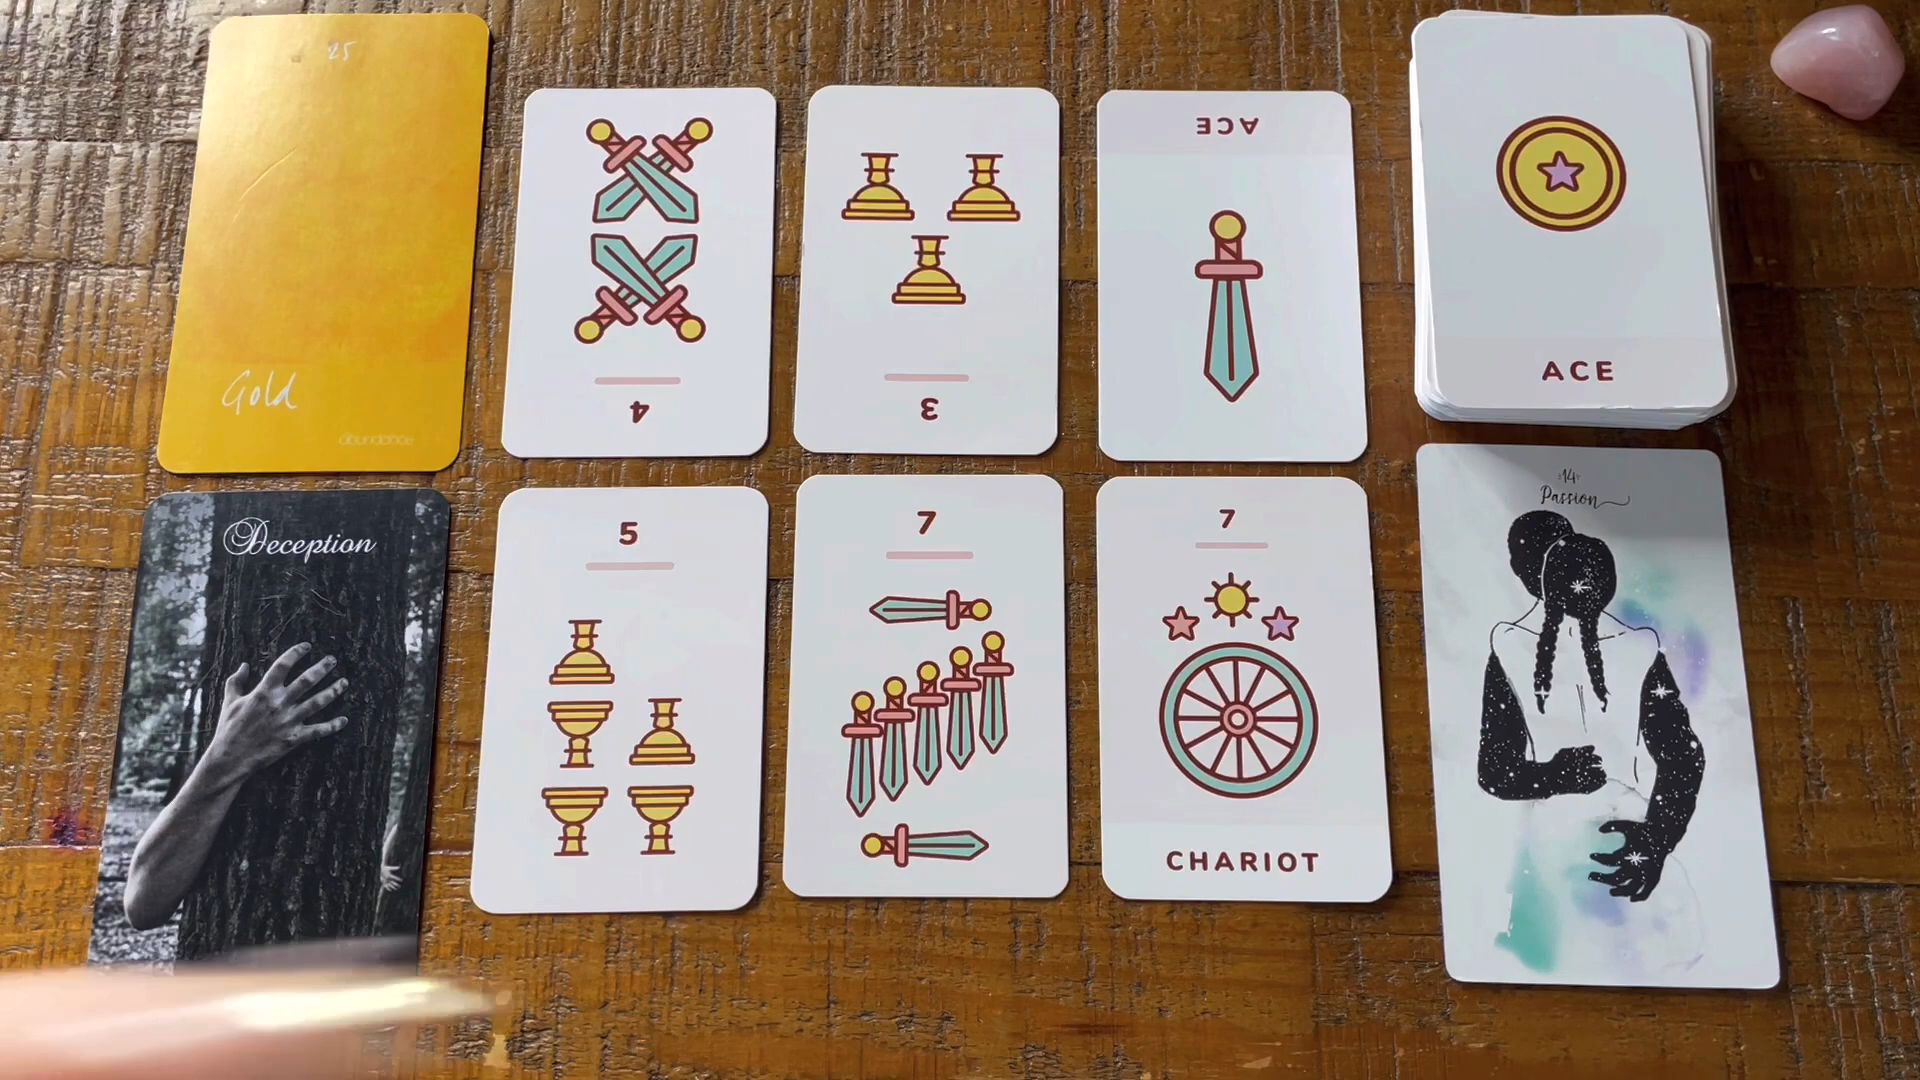 25
Gold
abundance
4
3
ACE
ACE
Deception
5
7
7
CHARIOT
14
Passion